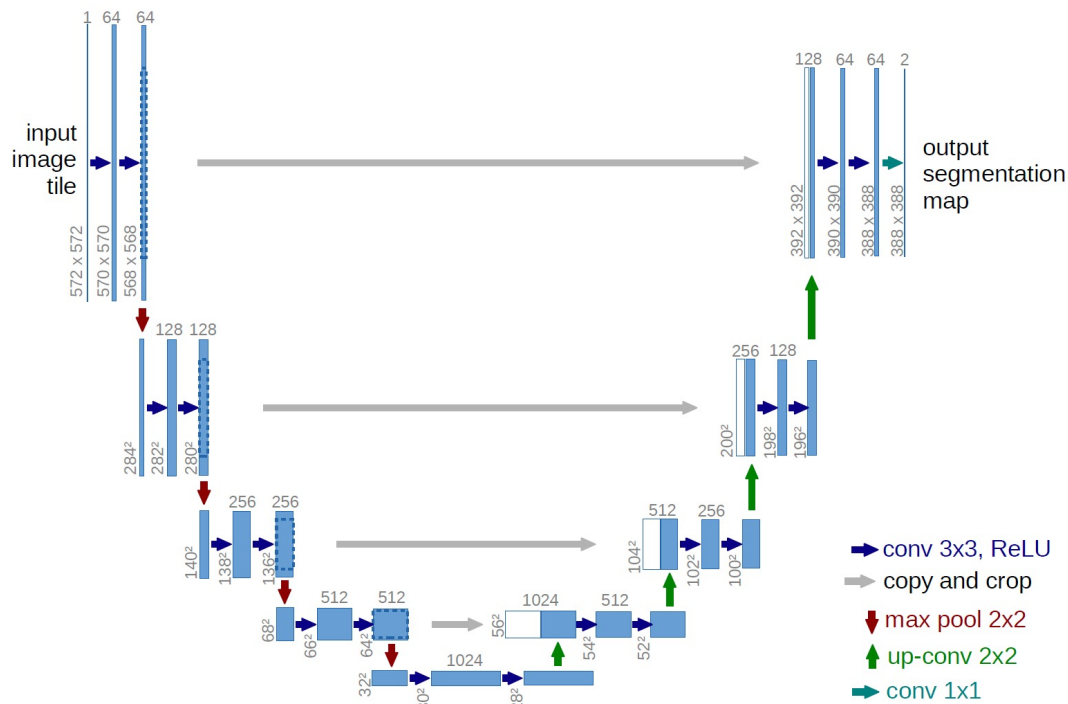 1 64 64
128 64 64 2
input
image
tile
output
segmentation
map
572 x 572
570 x 570
568 x 568
392 x 392
390 x 390
388 x 388
388 x 388
128 128
256 128
284²
282²
280²
200²
198²
196²
256 256
512 256
140²
138²
136²
104²
102²
100²
512 512
1024 512
68²
66²
64²
56²
54²
52²
1024
32²
conv 3x3, ReLU
copy and crop
max pool 2x2
up-conv 2x2
conv 1x1